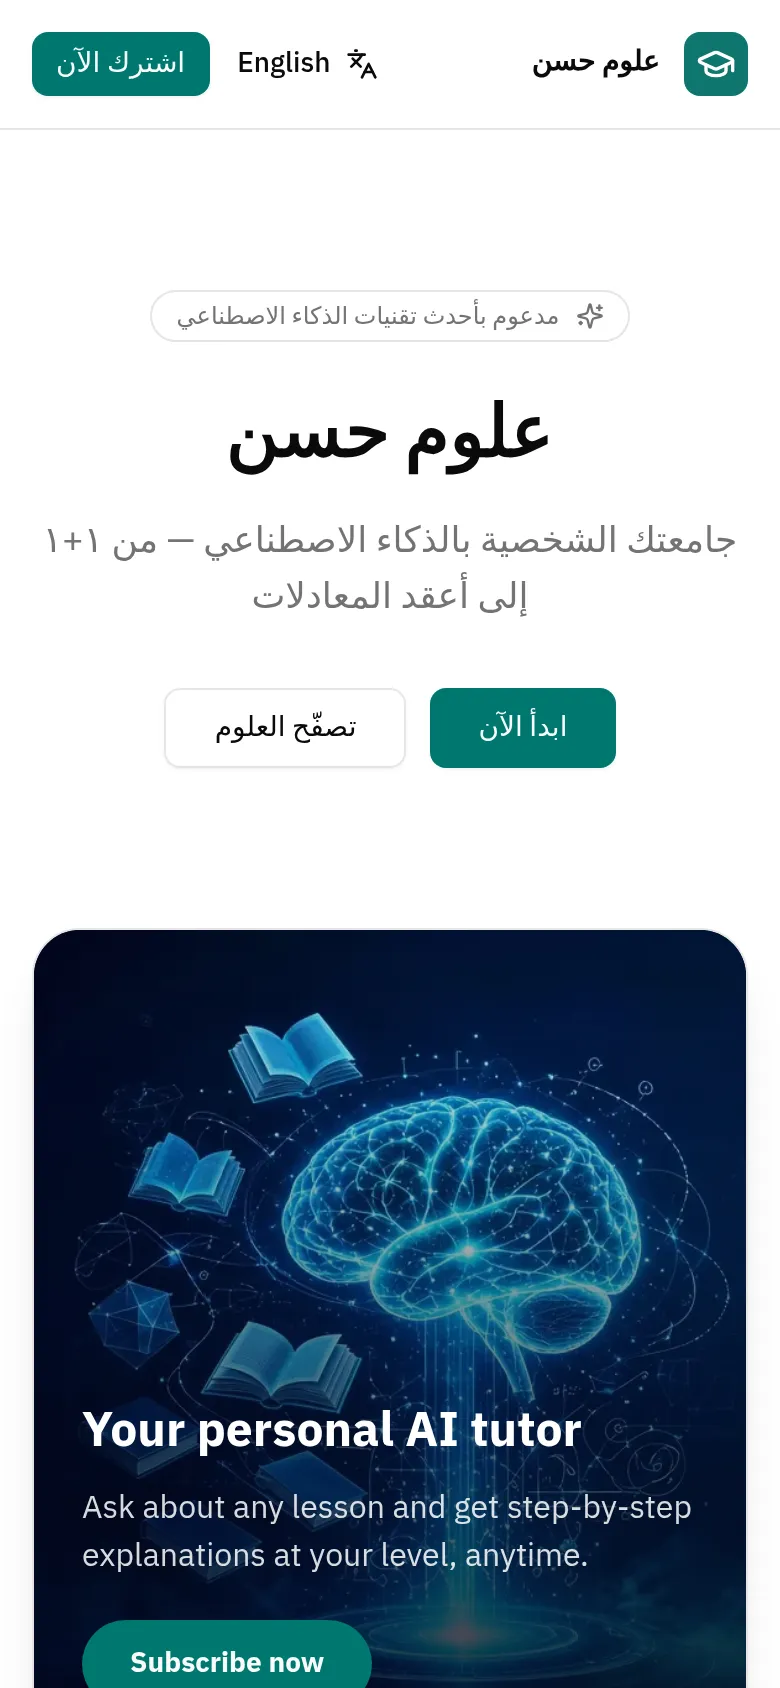 علوم حسن
English
اشترك الآن
مدعوم بأحدث تقنيات الذكاء الاصطناعي
علوم حسن
جامعتك الشخصية بالذكاء الاصطناعي — من ١+١
إلى أعقد المعادلات
ابدأ الآن
تصفّح العلوم
Your personal AI tutor
Ask about any lesson and get step-by-step
explanations at your level, anytime.
Subscribe now